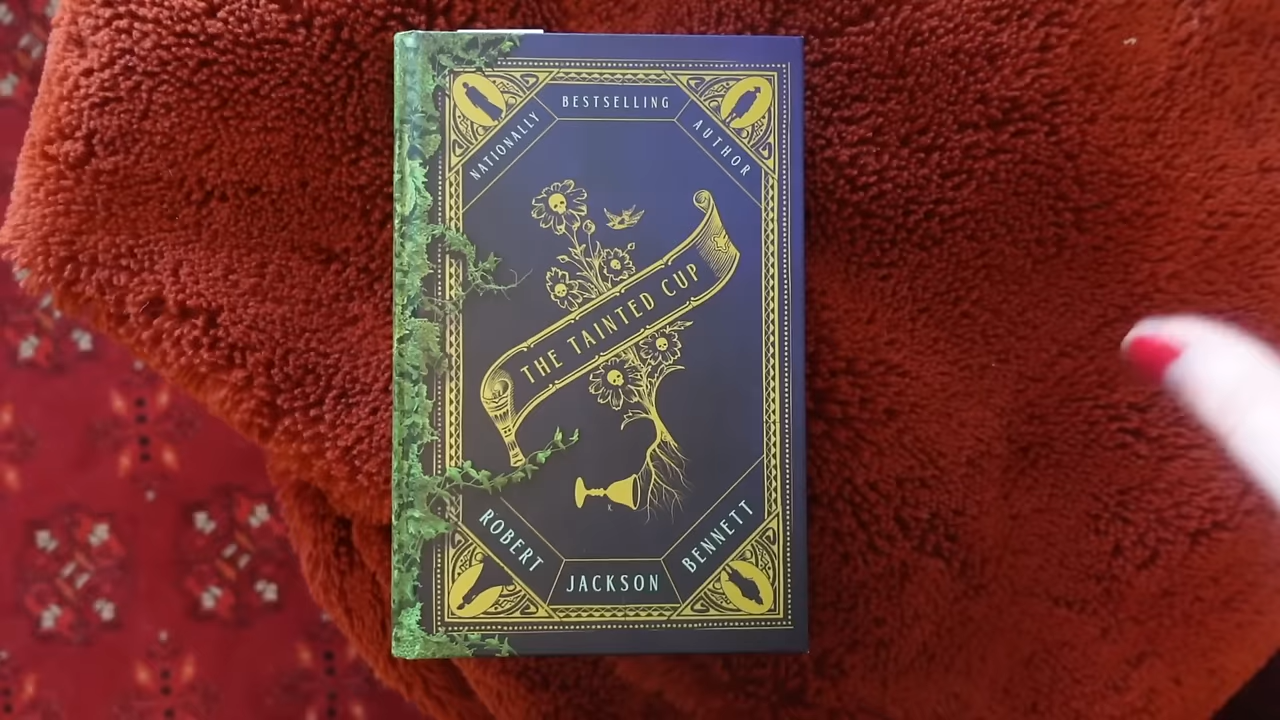 NATIONALLY
BESTSELLING
AUTHOR
THE TAINTED CUP
ROBERT
JACKSON
BENNETT